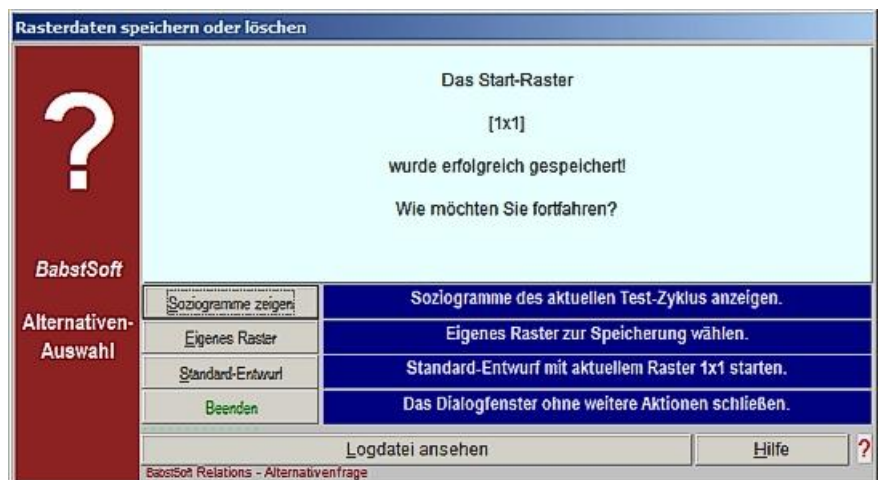 Rasterdaten speichern oder löschen
?
Das Start-Raster
[1x1]
wurde erfolgreich gespeichert!
Wie möchten Sie fortfahren?
BabstSoft
Alternativen-
Auswahl
Soziogramme zeigen
Soziogramme des aktuellen Test-Zyklus anzeigen.
Eigenes Raster
Eigenes Raster zur Speicherung wählen.
Standard-Entwurf
Standard-Entwurf mit aktuellem Raster 1x1 starten.
Beenden
Das Dialogfenster ohne weitere Aktionen schließen.
Logdatei ansehen
Hilfe
?
BabstSoft Relations - Alternativenfrage